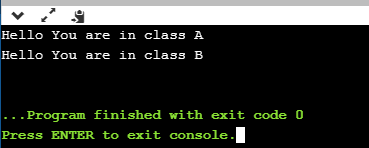 Hello You are in class A
Hello You are in class B
...Program finished with exit code 0
Press ENTER to exit console.